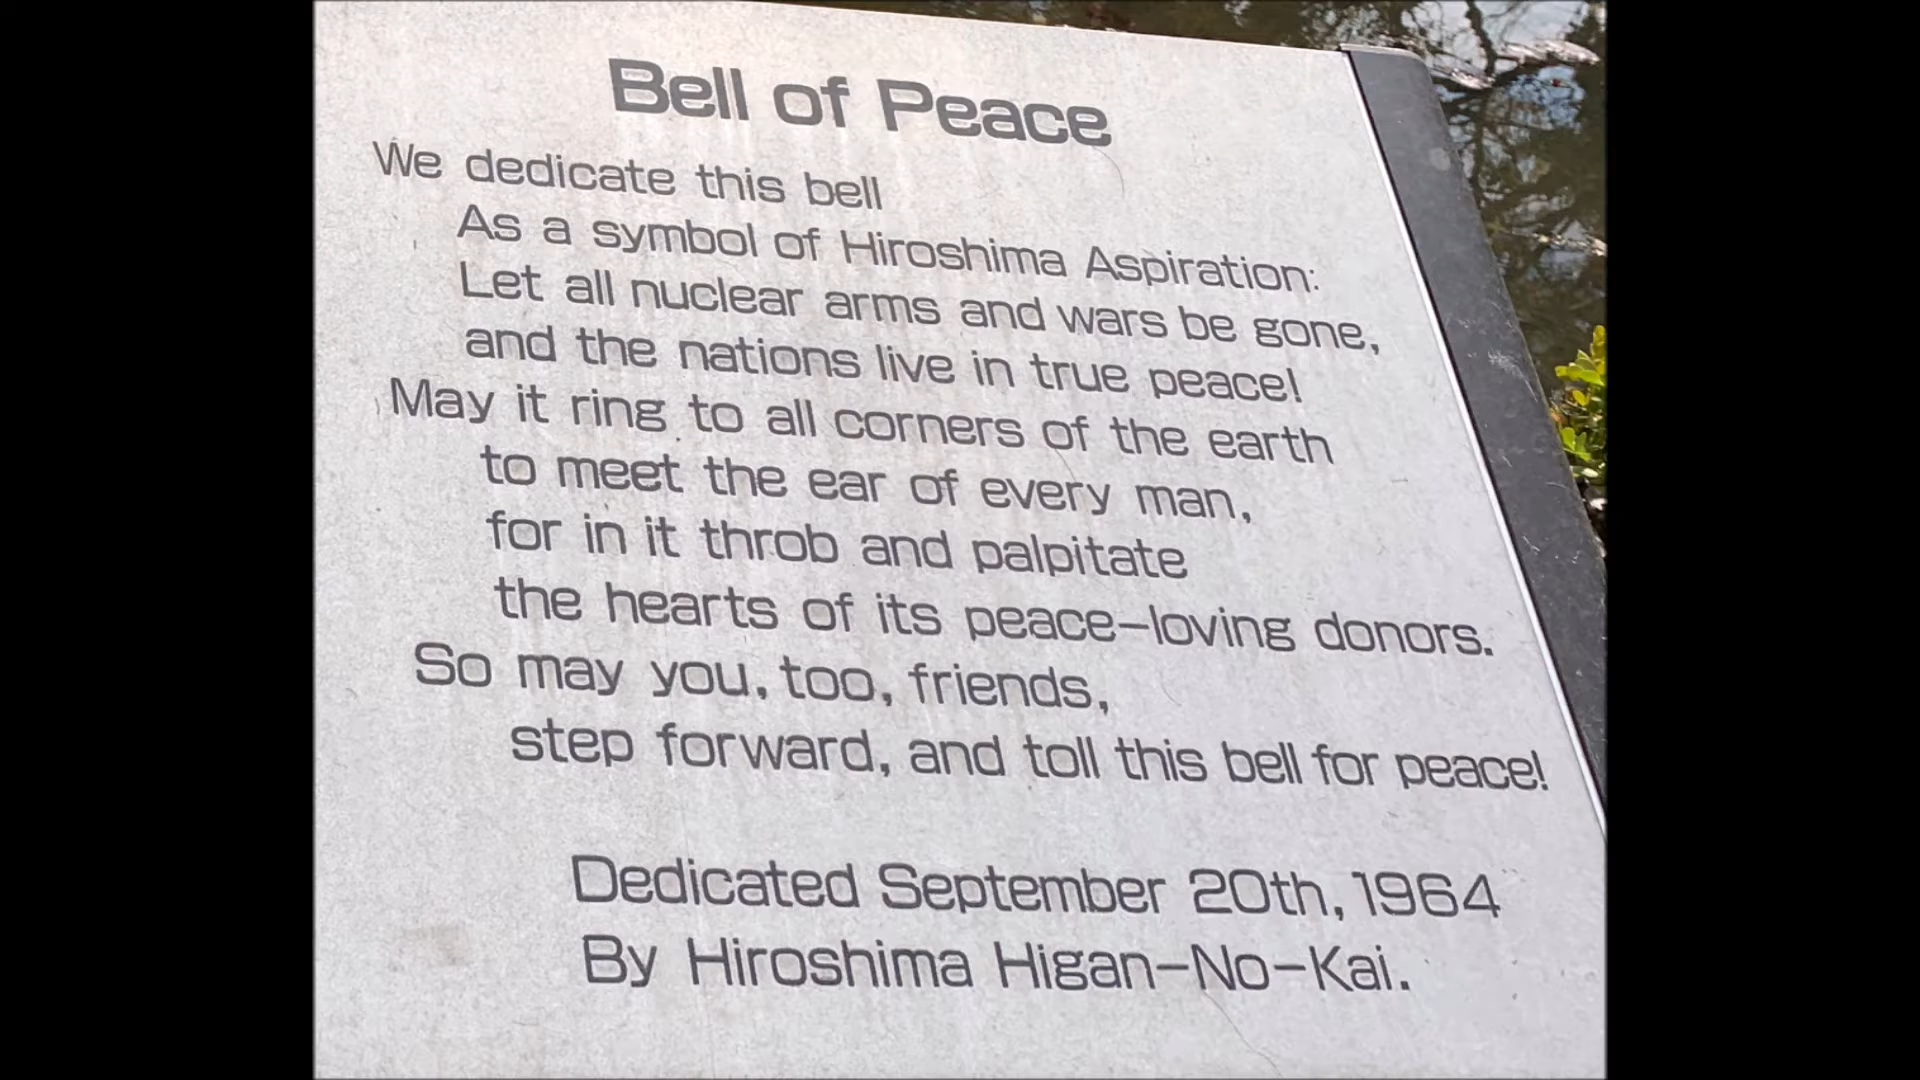 Bell of Peace
We dedicate this bell
As a symbol of Hiroshima Aspiration:
Let all nuclear arms and wars be gone,
and the nations live in true peace!
May it ring to all corners of the earth
to meet the ear of every man,
for in it throb and palpitate
the hearts of its peace-loving donors.
So may you, too, friends,
step forward, and toll this bell for peace!
Dedicated September 20th, 1964
By Hiroshima Higan-No-Kai.